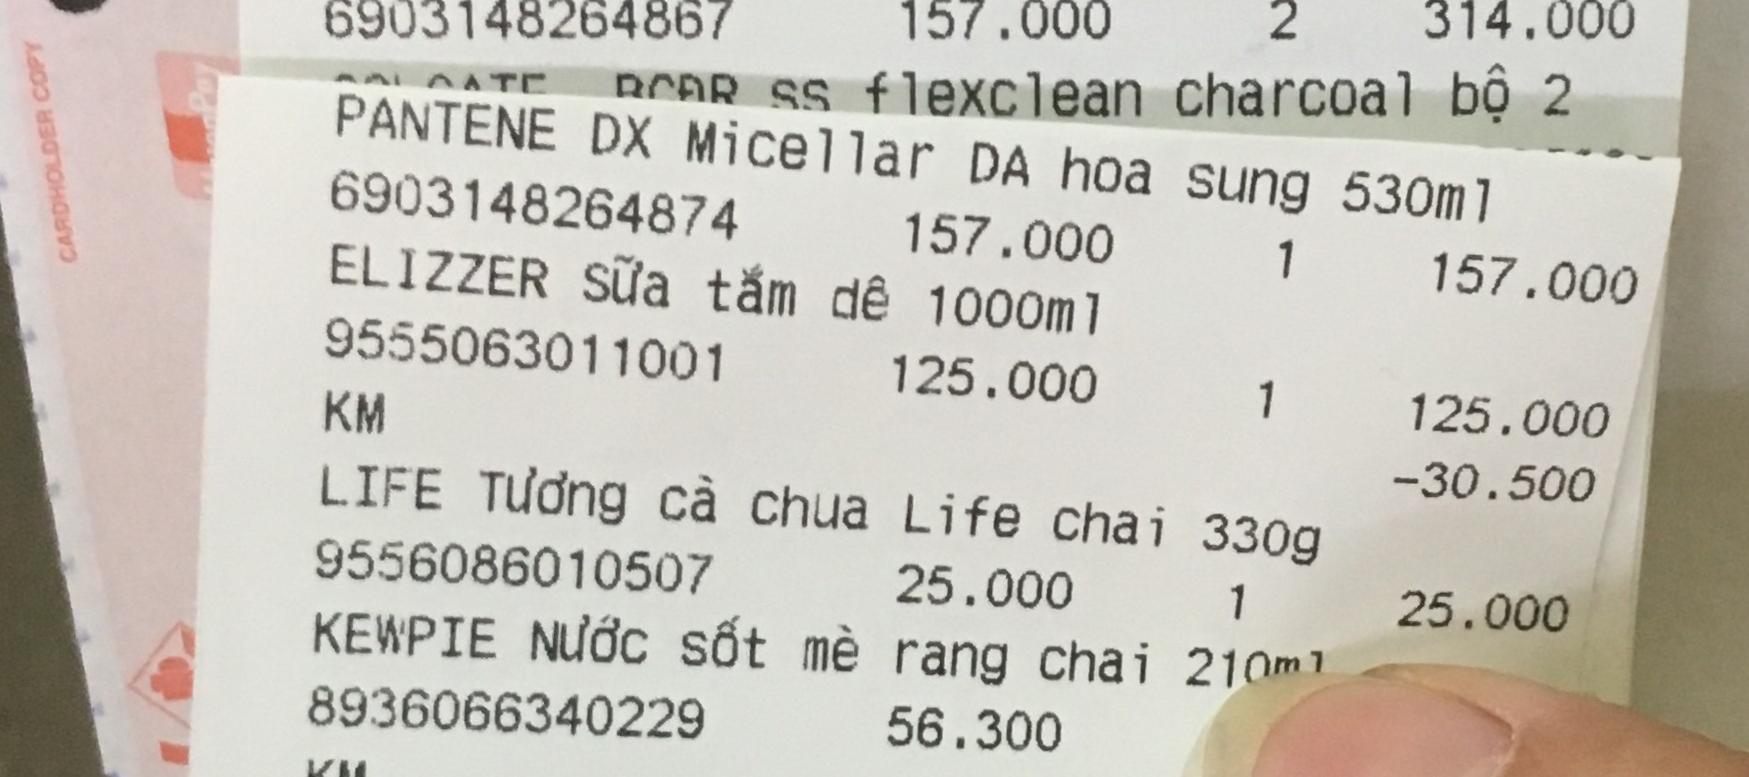 6903148264867 157.000 2 314.000
COLGATE BCĐR SS flexclean charcoal bộ 2
PANTENE DX Micellar DA hoa sung 530ml
6903148264874 157.000 1 157.000
ELIZZER Sữa tắm dê 1000ml
9555063011001 125.000 1 125.000
KM -30.500
LIFE Tương cà chua Life chai 330g
9556086010507 25.000 1 25.000
KEWPIE Nước sốt mè rang chai 210ml
8936066340229 56.300
KM
CARDHOLDER COPY